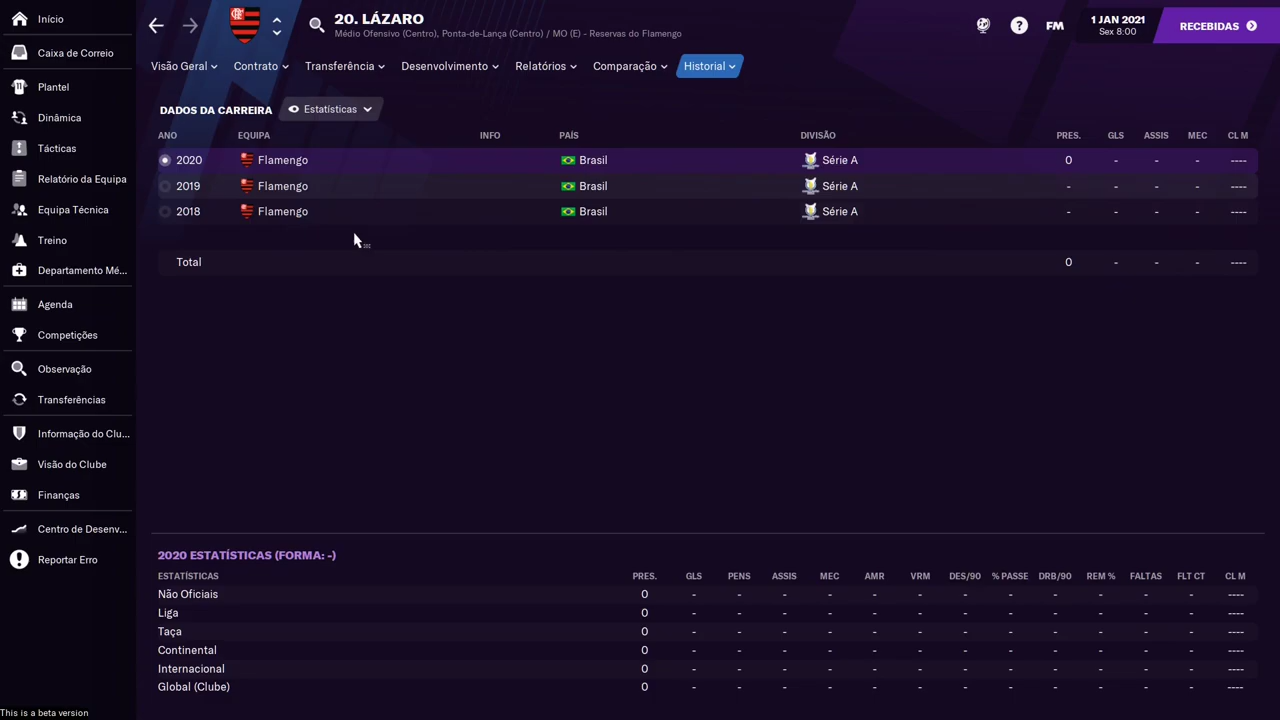 Início
Caixa de Correio
Plantel
Dinâmica
Tácticas
Relatório da Equipa
Equipa Técnica
Treino
Departamento Mé...
Agenda
Competições
Observação
Transferências
Informação do Clu...
Visão do Clube
Finanças
Centro de Desenv...
Reportar Erro
This is a beta version
20. LÁZARO
Médio Ofensivo (Centro), Ponta-de-Lança (Centro) / MO (E) - Reservas do Flamengo
FM
1 JAN 2021
Sex 8:00
RECEBIDAS
Visão Geral Contrato Transferência Desenvolvimento Relatórios Comparação Historial
DADOS DA CARREIRA Estatísticas
ANO EQUIPA INFO PAÍS DIVISÃO PRES. GLS ASSIS MEC CL M
2020 Flamengo Brasil Série A 0 - - - ----
2019 Flamengo Brasil Série A - - - - ----
2018 Flamengo Brasil Série A - - - - ----
Total 0 - - - ----
2020 ESTATÍSTICAS (FORMA: -)
ESTATÍSTICAS PRES. GLS PENS ASSIS MEC AMR VRM DES/90 % PASSE DRB/90 REM % FALTAS FLT CT CL M
Não Oficiais 0 - - - - - - - - - - - - ----
Liga 0 - - - - - - - - - - - - ----
Taça 0 - - - - - - - - - - - - ----
Continental 0 - - - - - - - - - - - - ----
Internacional 0 - - - - - - - - - - - - ----
Global (Clube) 0 - - - - - - - - - - - - ----